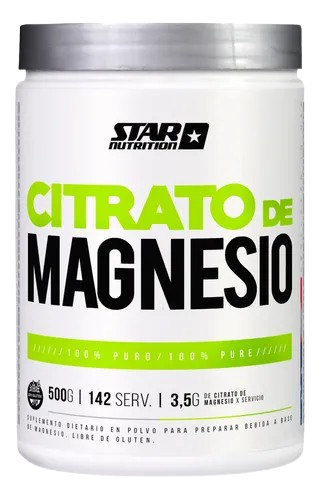 STAR
NUTRITION
CITRATO DE
MAGNESIO
//////100% PURO/100% PURE//////
500G | 142 SERV. | 3,5G DE CITRATO DE
MAGNESIO X SERVICIO
SUPLEMENTO DIETARIO EN POLVO PARA PREPARAR BEBIDA A BASE
DE MAGNESIO. LIBRE DE GLUTEN.